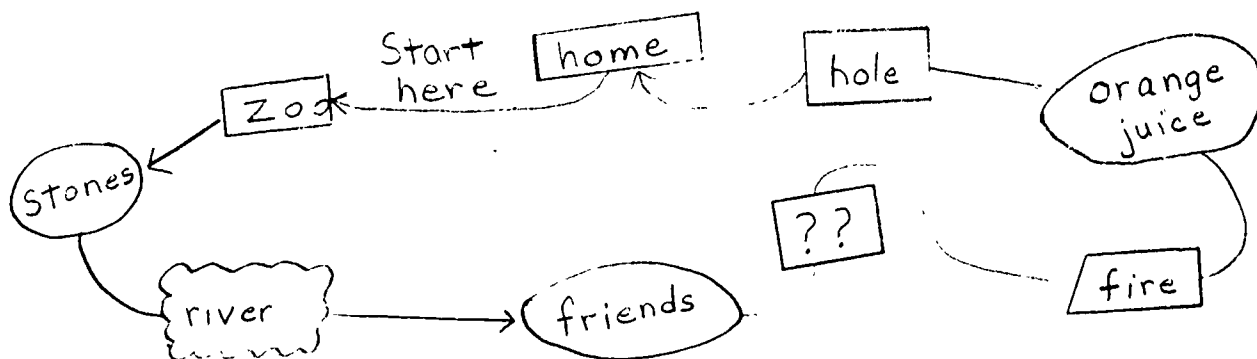 Start
here
home
hole
orange
juice
zoo
stones
river
friends
??
fire